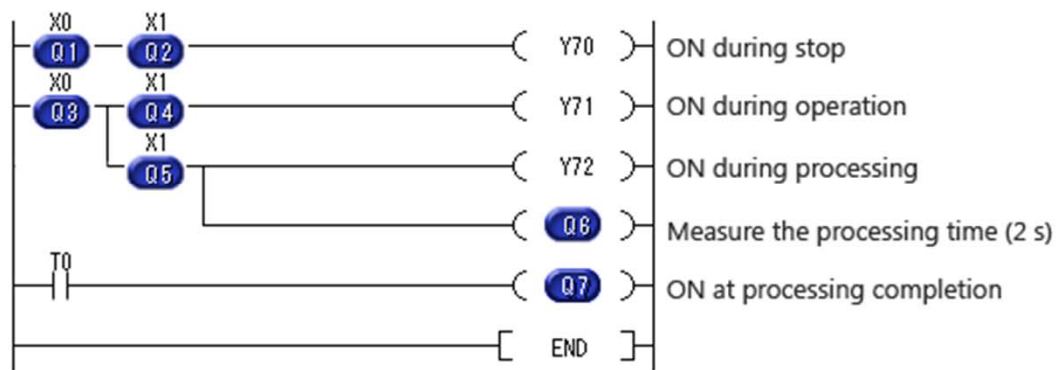 X0 X1
Q1 Q2 Y70 ON during stop
X0 X1
Q3 Q4 Y71 ON during operation
X1
Q5 Y72 ON during processing
Q6 Measure the processing time (2 s)
T0
Q7 ON at processing completion
END